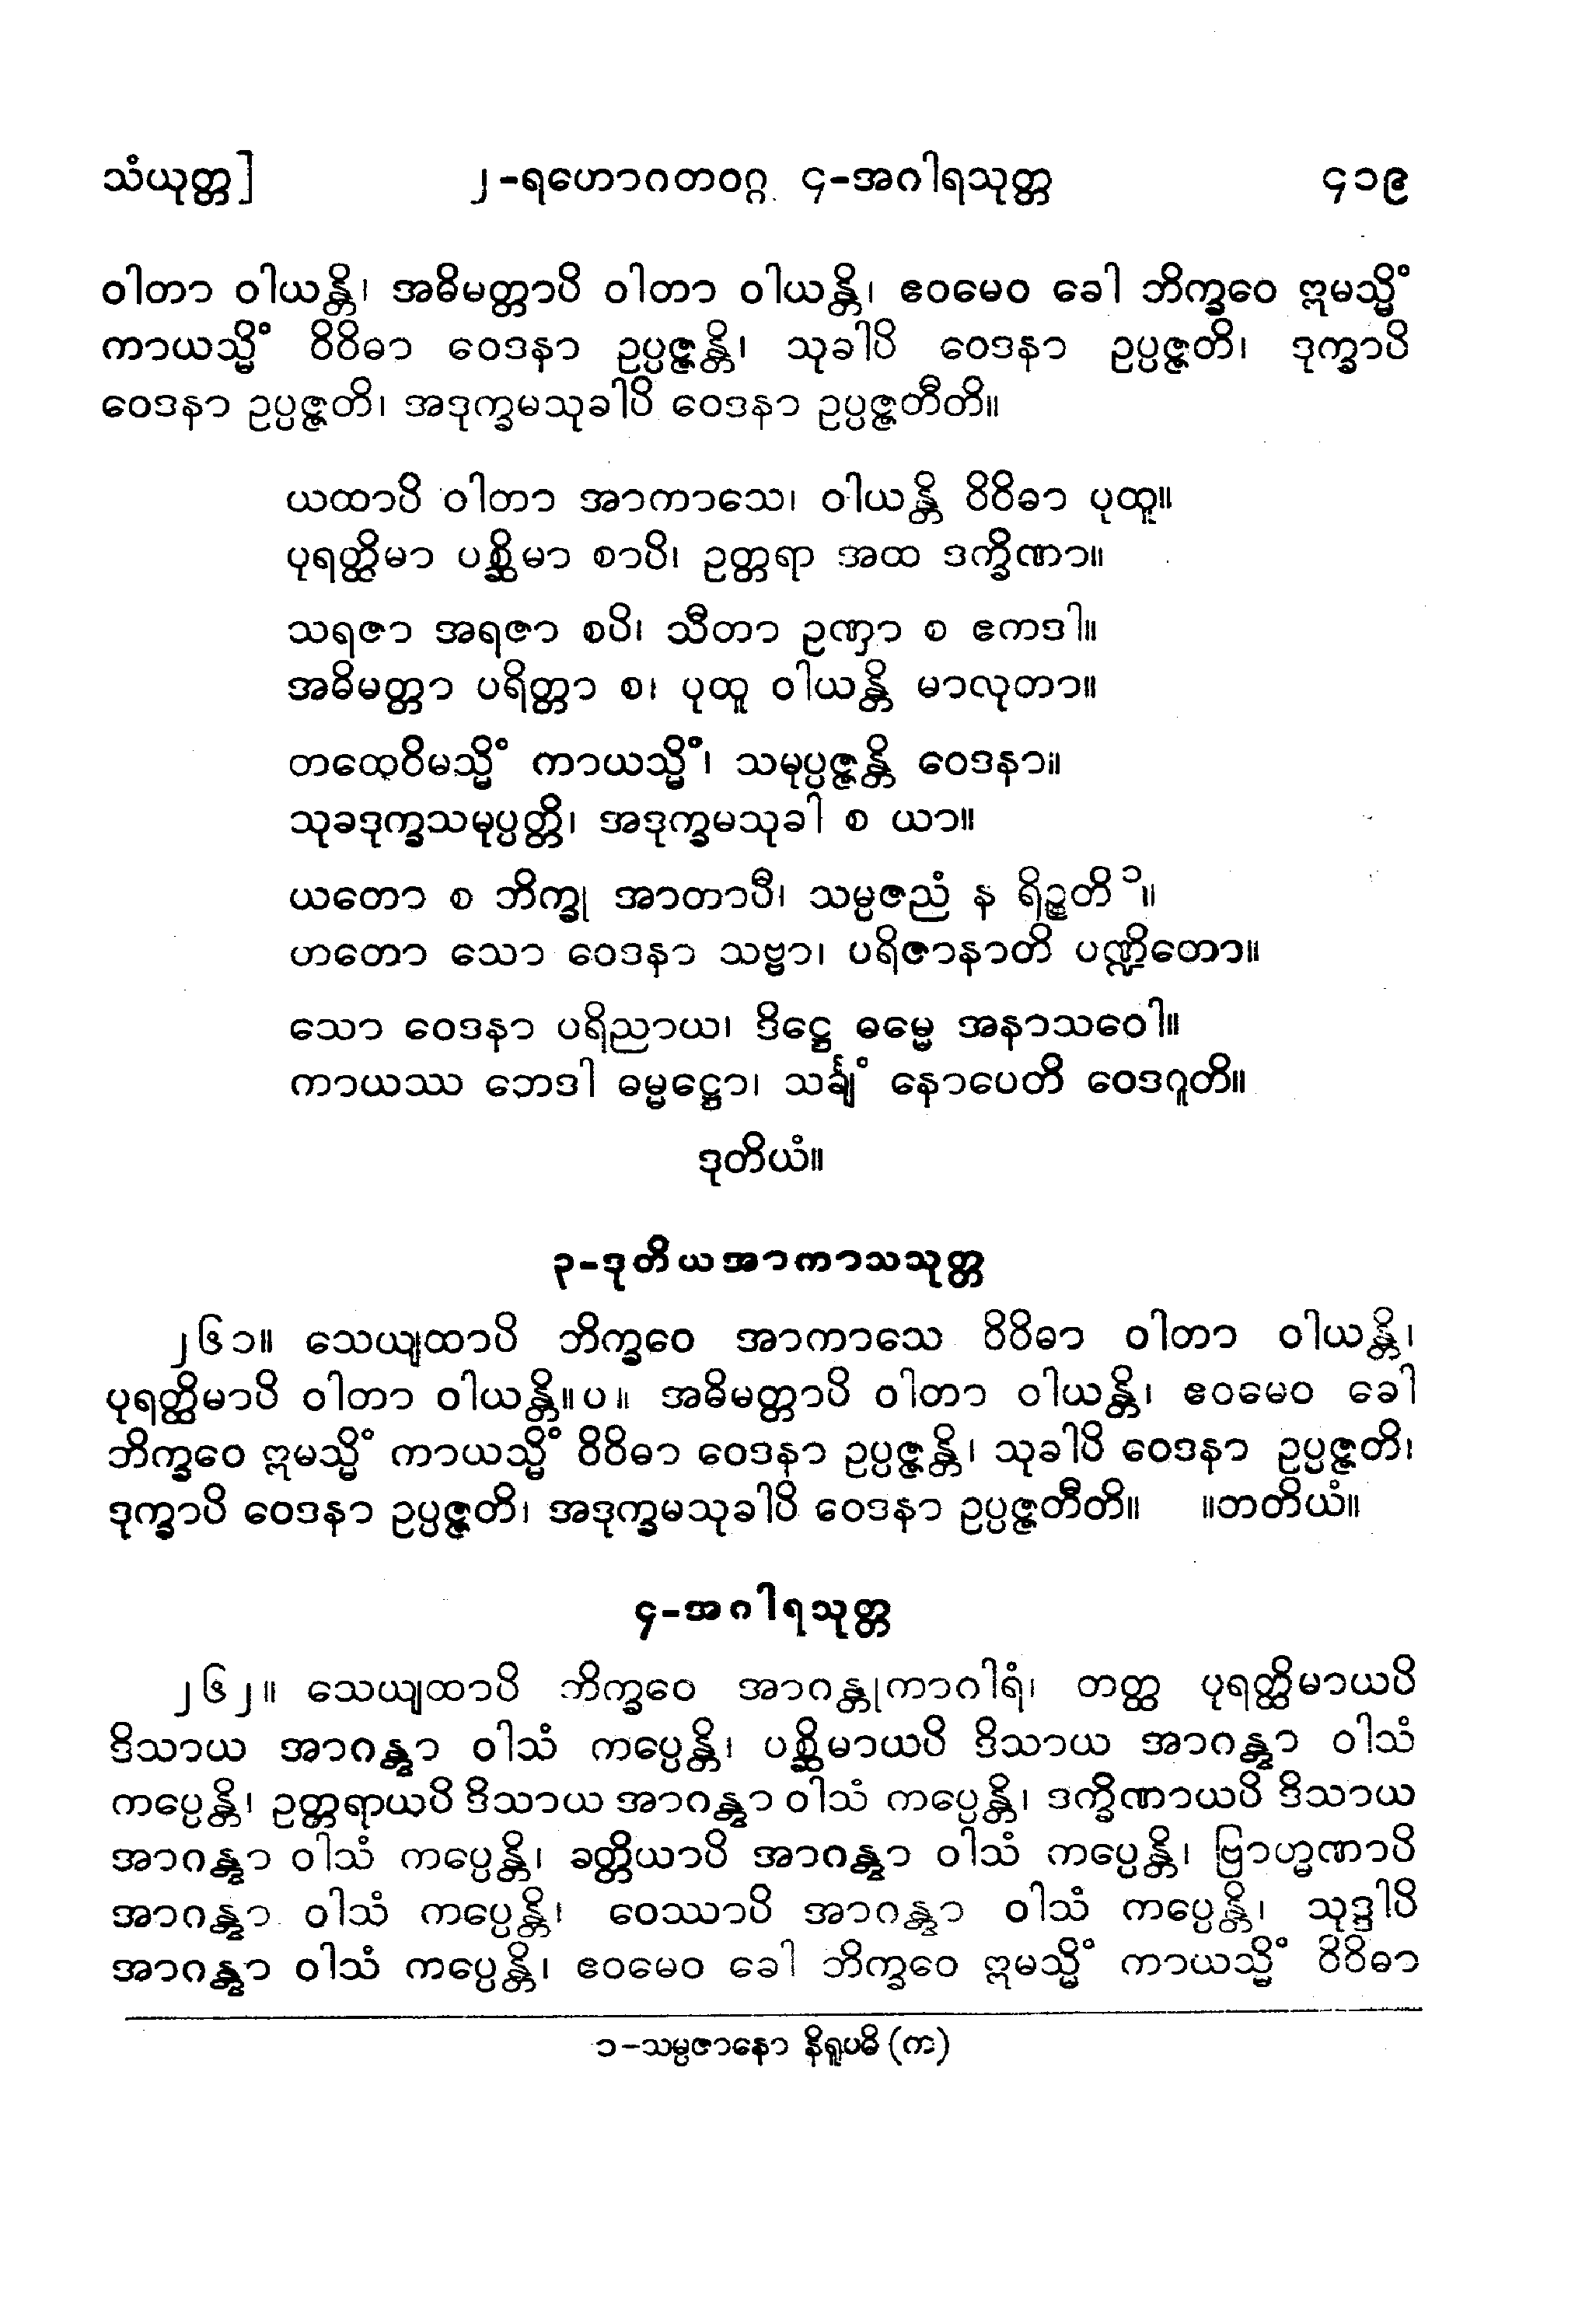 သံယုတ္တ] ၂-ရဟောဂတဝဂ္ဂ ၄-အဂါရသုတ္တ ၄၁၉
ဝါတာ ဝါယန္တိ၊ အဓိမတ္တာပိ ဝါတာ ဝါယန္တိ၊ ဧဝမေဝ ခေါ ဘိက္ခဝေ ဣမသ္မိံ
ကာယသ္မိံ ဝိဝိဓာ ဝေဒနာ ဥပ္ပဇ္ဇန္တိ၊ သုခါပိ ဝေဒနာ ဥပ္ပဇ္ဇတိ၊ ဒုက္ခာပိ
ဝေဒနာ ဥပ္ပဇ္ဇတိ၊ အဒုက္ခမသုခါပိ ဝေဒနာ ဥပ္ပဇ္ဇတီတိ။
ယထာပိ ဝါတာ အာကာသေ၊ ဝါယန္တိ ဝိဝိဓာ ပုထူ။
ပုရတ္ထိမာ ပစ္ဆိမာ စာပိ၊ ဥတ္တရာ အထ ဒက္ခိဏာ။
သရဇာ အရဇာ စပိ၊ သီတာ ဥဏှာ စ ဧကဒါ။
အဓိမတ္တာ ပရိတ္တာ စ၊ ပုထူ ဝါယန္တိ မာလုတာ။
တထေဝိမသ္မိံ ကာယသ္မိံ၊ သမုပ္ပဇ္ဇန္တိ ဝေဒနာ။
သုခဒုက္ခသမုပ္ပတ္တိ၊ အဒုက္ခမသုခါ စ ယာ။
ယတော စ ဘိက္ခု အာတာပီ၊ သမ္ပဇညံ န ရိဉ္စတိ ၁။
ဟတော သော ဝေဒနာ သဗ္ဗာ၊ ပရိဇာနာတိ ပဏ္ဍိတော။
သော ဝေဒနာ ပရိညာယ၊ ဒိဋ္ဌေ ဓမ္မေ အနာသဝေါ။
ကာယဿ ဘေဒါ ဓမ္မဋ္ဌော၊ သင်္ချံ နောပေတိ ဝေဒဂူတိ။
ဒုတိယံ။
၃-ဒုတိယအာကာသသုတ္တ
၂၆၁။ သေယျထာပိ ဘိက္ခဝေ အာကာသေ ဝိဝိဓာ ဝါတာ ဝါယန္တိ၊
ပုရတ္ထိမာပိ ဝါတာ ဝါယန္တိ။ပ။ အဓိမတ္တာပိ ဝါတာ ဝါယန္တိ၊ ဧဝမေဝ ခေါ
ဘိက္ခဝေ ဣမသ္မိံ ကာယသ္မိံ ဝိဝိဓာ ဝေဒနာ ဥပ္ပဇ္ဇန္တိ၊ သုခါပိ ဝေဒနာ ဥပ္ပဇ္ဇတိ၊
ဒုက္ခာပိ ဝေဒနာ ဥပ္ပဇ္ဇတိ၊ အဒုက္ခမသုခါပိ ဝေဒနာ ဥပ္ပဇ္ဇတီတိ။ ။တတိယံ။
၄-အဂါရသုတ္တ
၂၆၂။ သေယျထာပိ ဘိက္ခဝေ အာဂန္တုကာဂါရံ၊ တတ္ထ ပုရတ္ထိမာယပိ
ဒိသာယ အာဂန္တွာ ဝါသံ ကပ္ပေန္တိ၊ ပစ္ဆိမာယပိ ဒိသာယ အာဂန္တွာ ဝါသံ
ကပ္ပေန္တိ၊ ဥတ္တရာယပိ ဒိသာယ အာဂန္တွာ ဝါသံ ကပ္ပေန္တိ၊ ဒက္ခိဏာယပိ ဒိသာယ
အာဂန္တွာ ဝါသံ ကပ္ပေန္တိ၊ ခတ္တိယာပိ အာဂန္တွာ ဝါသံ ကပ္ပေန္တိ၊ ဗြာဟ္မဏာပိ
အာဂန္တွာ ဝါသံ ကပ္ပေန္တိ၊ ဝေဿာပိ အာဂန္တွာ ဝါသံ ကပ္ပေန္တိ၊ သုဒ္ဒါပိ
အာဂန္တွာ ဝါသံ ကပ္ပေန္တိ၊ ဧဝမေဝ ခေါ ဘိက္ခဝေ ဣမသ္မိံ ကာယသ္မိံ ဝိဝိဓာ
၁-သမ္ပဇာနော နိရူပဓိ (က)